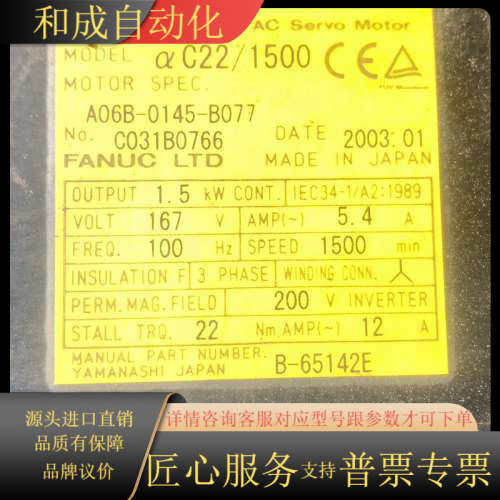 和成自动化
AC Servo Motor
MODEL αC22/1500
MOTOR SPEC.
A06B-0145-B077
No. C031B0766 DATE 2003.01
FANUC LTD MADE IN JAPAN
OUTPUT 1.5 kW CONT. IEC34-1/A2:1989
VOLT 167 V AMP(~) 5.4 A
FREQ. 100 Hz SPEED 1500 min
INSULATION F 3 PHASE WINDING CONN.
PERM.MAG.FIELD 200 V INVERTER
STALL TRQ. 22 Nm,AMP(~) 12 A
MANUAL PART NUMBER. B-65142E
YAMANASHI JAPAN
源头进口直销
品质有保障
品牌议价
详情咨询客服对应型号跟参数才可下单
匠心服务 支持 普票专票